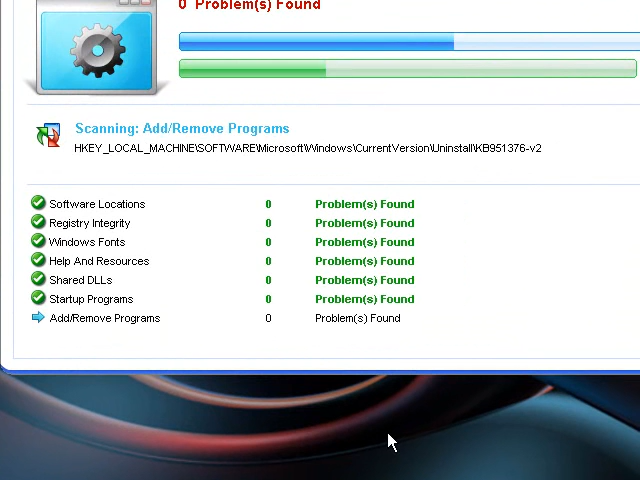 0 Problem(s) Found
Scanning: Add/Remove Programs
HKEY_LOCAL_MACHINE\SOFTWARE\Microsoft\Windows\CurrentVersion\Uninstall\KB951376-v2
Software Locations 0 Problem(s) Found
Registry Integrity 0 Problem(s) Found
Windows Fonts 0 Problem(s) Found
Help And Resources 0 Problem(s) Found
Shared DLLs 0 Problem(s) Found
Startup Programs 0 Problem(s) Found
Add/Remove Programs 0 Problem(s) Found